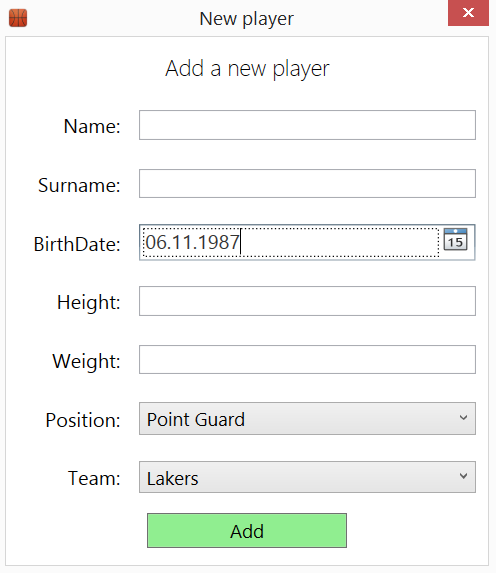 New player
Add a new player
Name:
Surname:
BirthDate: 06.11.1987 15
Height:
Weight:
Position: Point Guard
Team: Lakers
Add